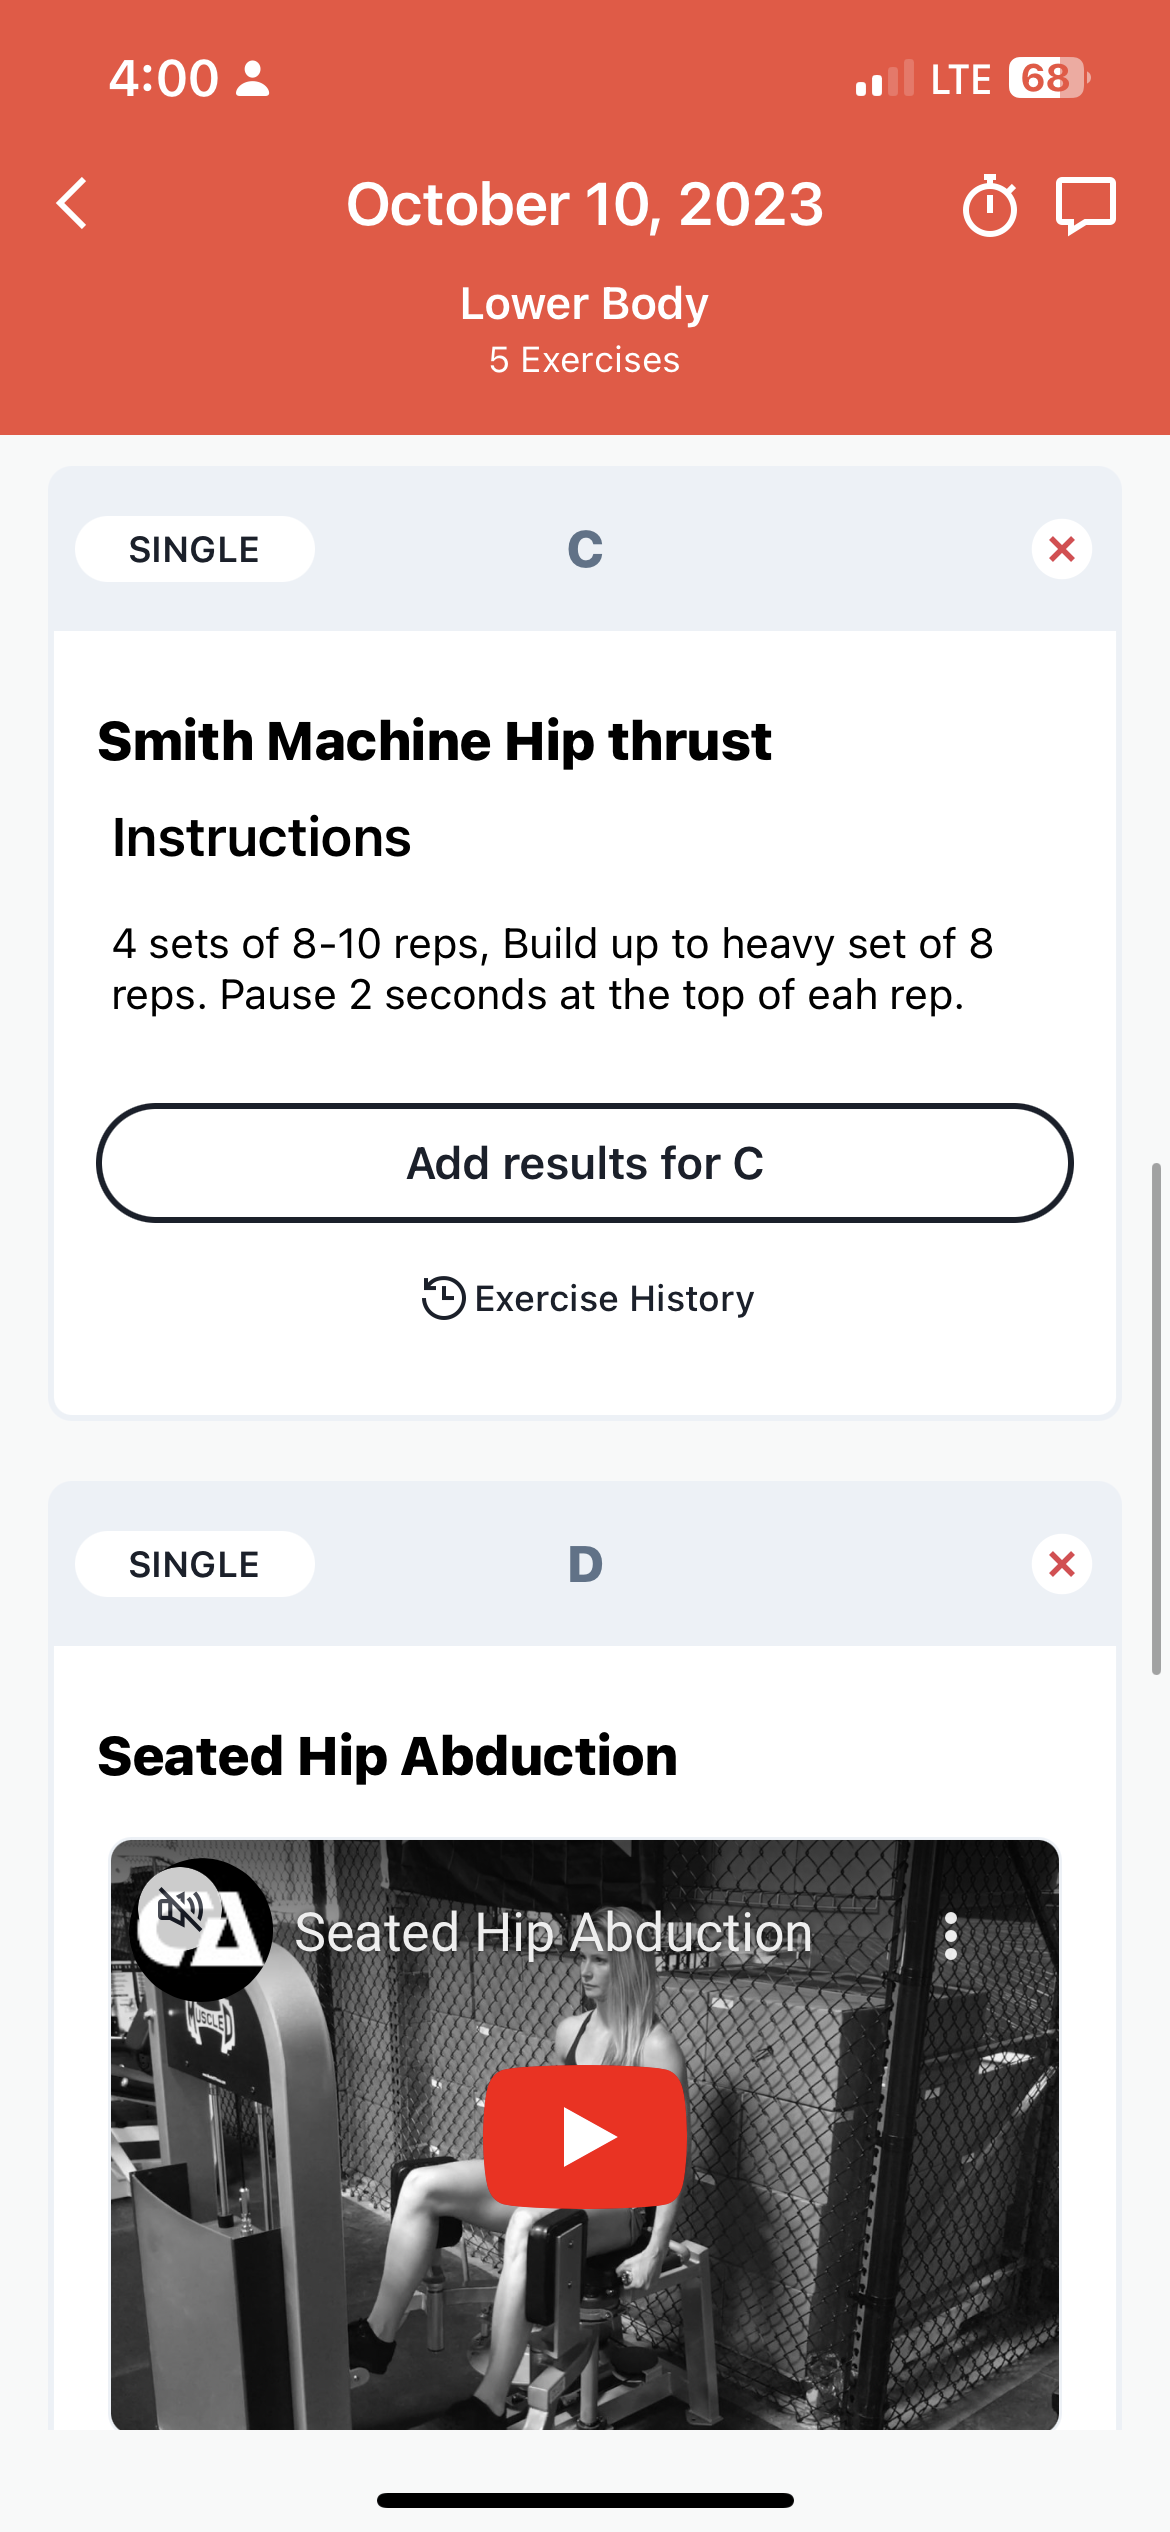 4:00
LTE 68
October 10, 2023
Lower Body
5 Exercises
SINGLE
C
Smith Machine Hip thrust
Instructions
4 sets of 8-10 reps, Build up to heavy set of 8
reps. Pause 2 seconds at the top of eah rep.
Add results for C
Exercise History
SINGLE
D
Seated Hip Abduction
CA
Seated Hip Abduction
MUSCLED